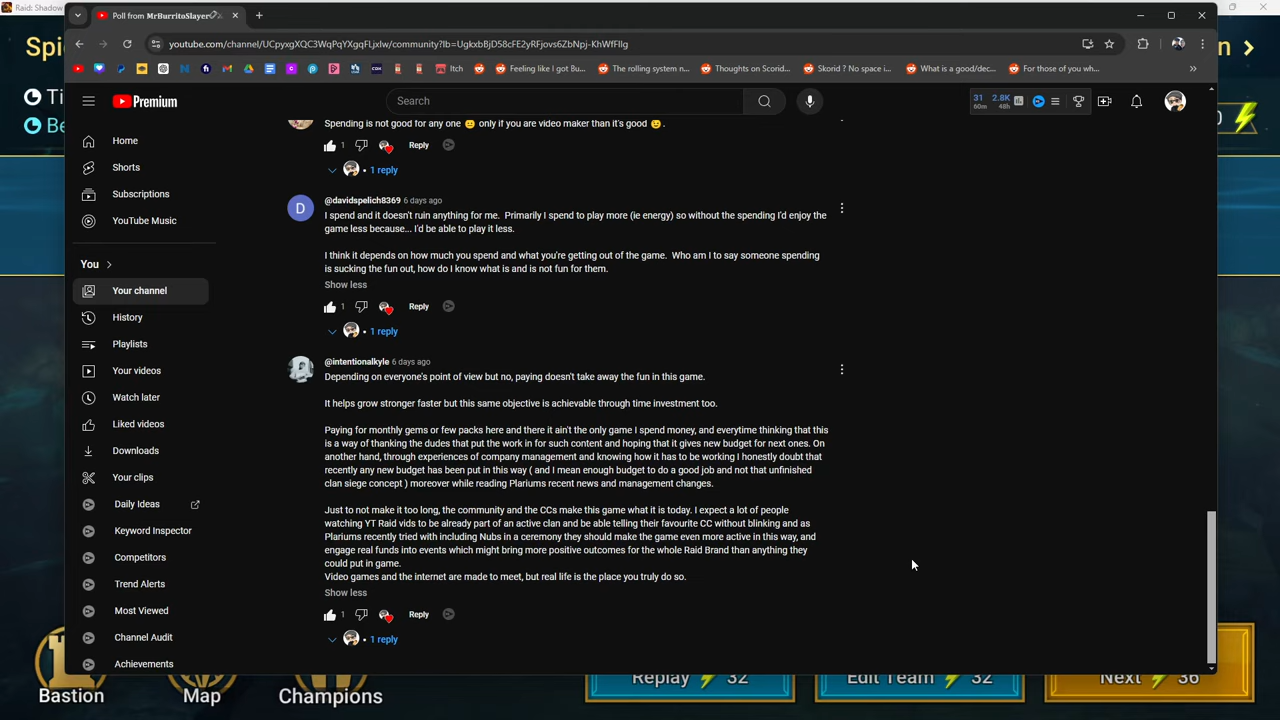 Raid: Shadow
Poll from MrBurritoSlayer
youtube.com/channel/UCpyxgXQC3WqPqYXgqFLjxlw/community?lb=UgkxbBjD58cFE2yRFjovs6ZbNpj-KhWfFIlg
Itch
Feeling like I got Bu...
The rolling system n...
Thoughts on Scorid...
Skorid ? No space i...
What is a good/dec...
For those of you wh...
Premium
Search
31
60m
2.8K
48h
Home
Shorts
Subscriptions
YouTube Music
You
Your channel
History
Playlists
Your videos
Watch later
Liked videos
Downloads
Your clips
Daily Ideas
Keyword Inspector
Competitors
Trend Alerts
Most Viewed
Channel Audit
Achievements
Spending is not good for any one 😐 only if you are video maker than it's good 😉 .
1
Reply
1 reply
D
@davidspelich8369 6 days ago
I spend and it doesn't ruin anything for me. Primarily I spend to play more (ie energy) so without the spending I'd enjoy the
game less because... I'd be able to play it less.
I think it depends on how much you spend and what you're getting out of the game. Who am I to say someone spending
is sucking the fun out, how do I know what is and is not fun for them.
Show less
1
Reply
1 reply
@intentionalkyle 6 days ago
Depending on everyone's point of view but no, paying doesn't take away the fun in this game.
It helps grow stronger faster but this same objective is achievable through time investment too.
Paying for monthly gems or few packs here and there it ain't the only game I spend money, and everytime thinking that this
is a way of thanking the dudes that put the work in for such content and hoping that it gives new budget for next ones. On
another hand, through experiences of company management and knowing how it has to be working I honestly doubt that
recently any new budget has been put in this way ( and I mean enough budget to do a good job and not that unfinished
clan siege concept ) moreover while reading Plariums recent news and management changes.
Just to not make it too long, the community and the CCs make this game what it is today. I expect a lot of people
watching YT Raid vids to be already part of an active clan and be able telling their favourite CC without blinking and as
Plariums recently tried with including Nubs in a ceremony they should make the game even more active in this way, and
engage real funds into events which might bring more positive outcomes for the whole Raid Brand than anything they
could put in game.
Video games and the internet are made to meet, but real life is the place you truly do so.
Show less
1
Reply
1 reply
Bastion
Map
Champions
Replay 32
Edit Team 32
Next 36